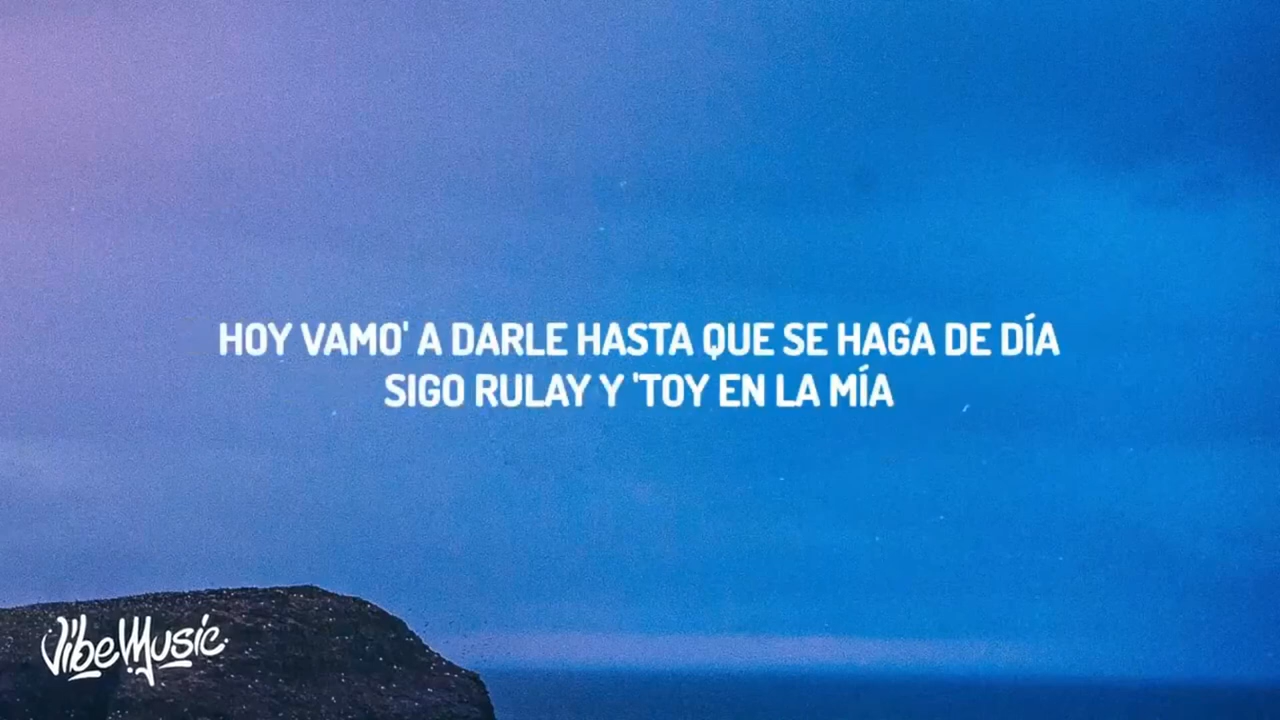 HOY VAMO' A DARLE HASTA QUE SE HAGA DE DÍA
SIGO RULAY Y 'TOY EN LA MÍA
VibeMusic